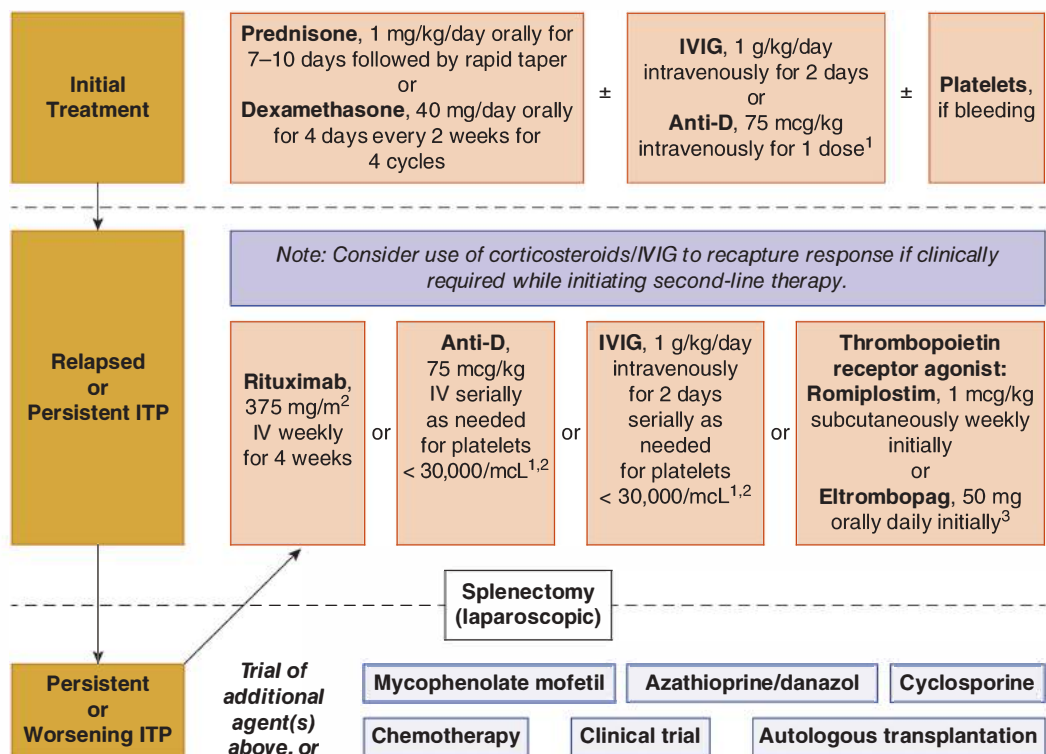 Initial
Treatment
Prednisone, 1 mg/kg/day orally for
7–10 days followed by rapid taper
or
Dexamethasone, 40 mg/day orally
for 4 days every 2 weeks for
4 cycles
±
IVIG, 1 g/kg/day
intravenously for 2 days
or
Anti-D, 75 mcg/kg
intravenously for 1 dose¹
±
Platelets,
if bleeding
Note: Consider use of corticosteroids/IVIG to recapture response if clinically
required while initiating second-line therapy.
Relapsed
or
Persistent ITP
Rituximab,
375 mg/m²
IV weekly
for 4 weeks
or
Anti-D,
75 mcg/kg
IV serially
as needed
for platelets
< 30,000/mcL¹,²
or
IVIG, 1 g/kg/day
intravenously
for 2 days
serially as
needed
for platelets
< 30,000/mcL¹,²
or
Thrombopoietin
receptor agonist:
Romiplostim, 1 mcg/kg
subcutaneously weekly
initially
or
Eltrombopag, 50 mg
orally daily initially³
Splenectomy
(laparoscopic)
Persistent
or
Worsening ITP
Trial of
additional
agent(s)
above, or
Mycophenolate mofetil
Azathioprine/danazol
Cyclosporine
Chemotherapy
Clinical trial
Autologous transplantation